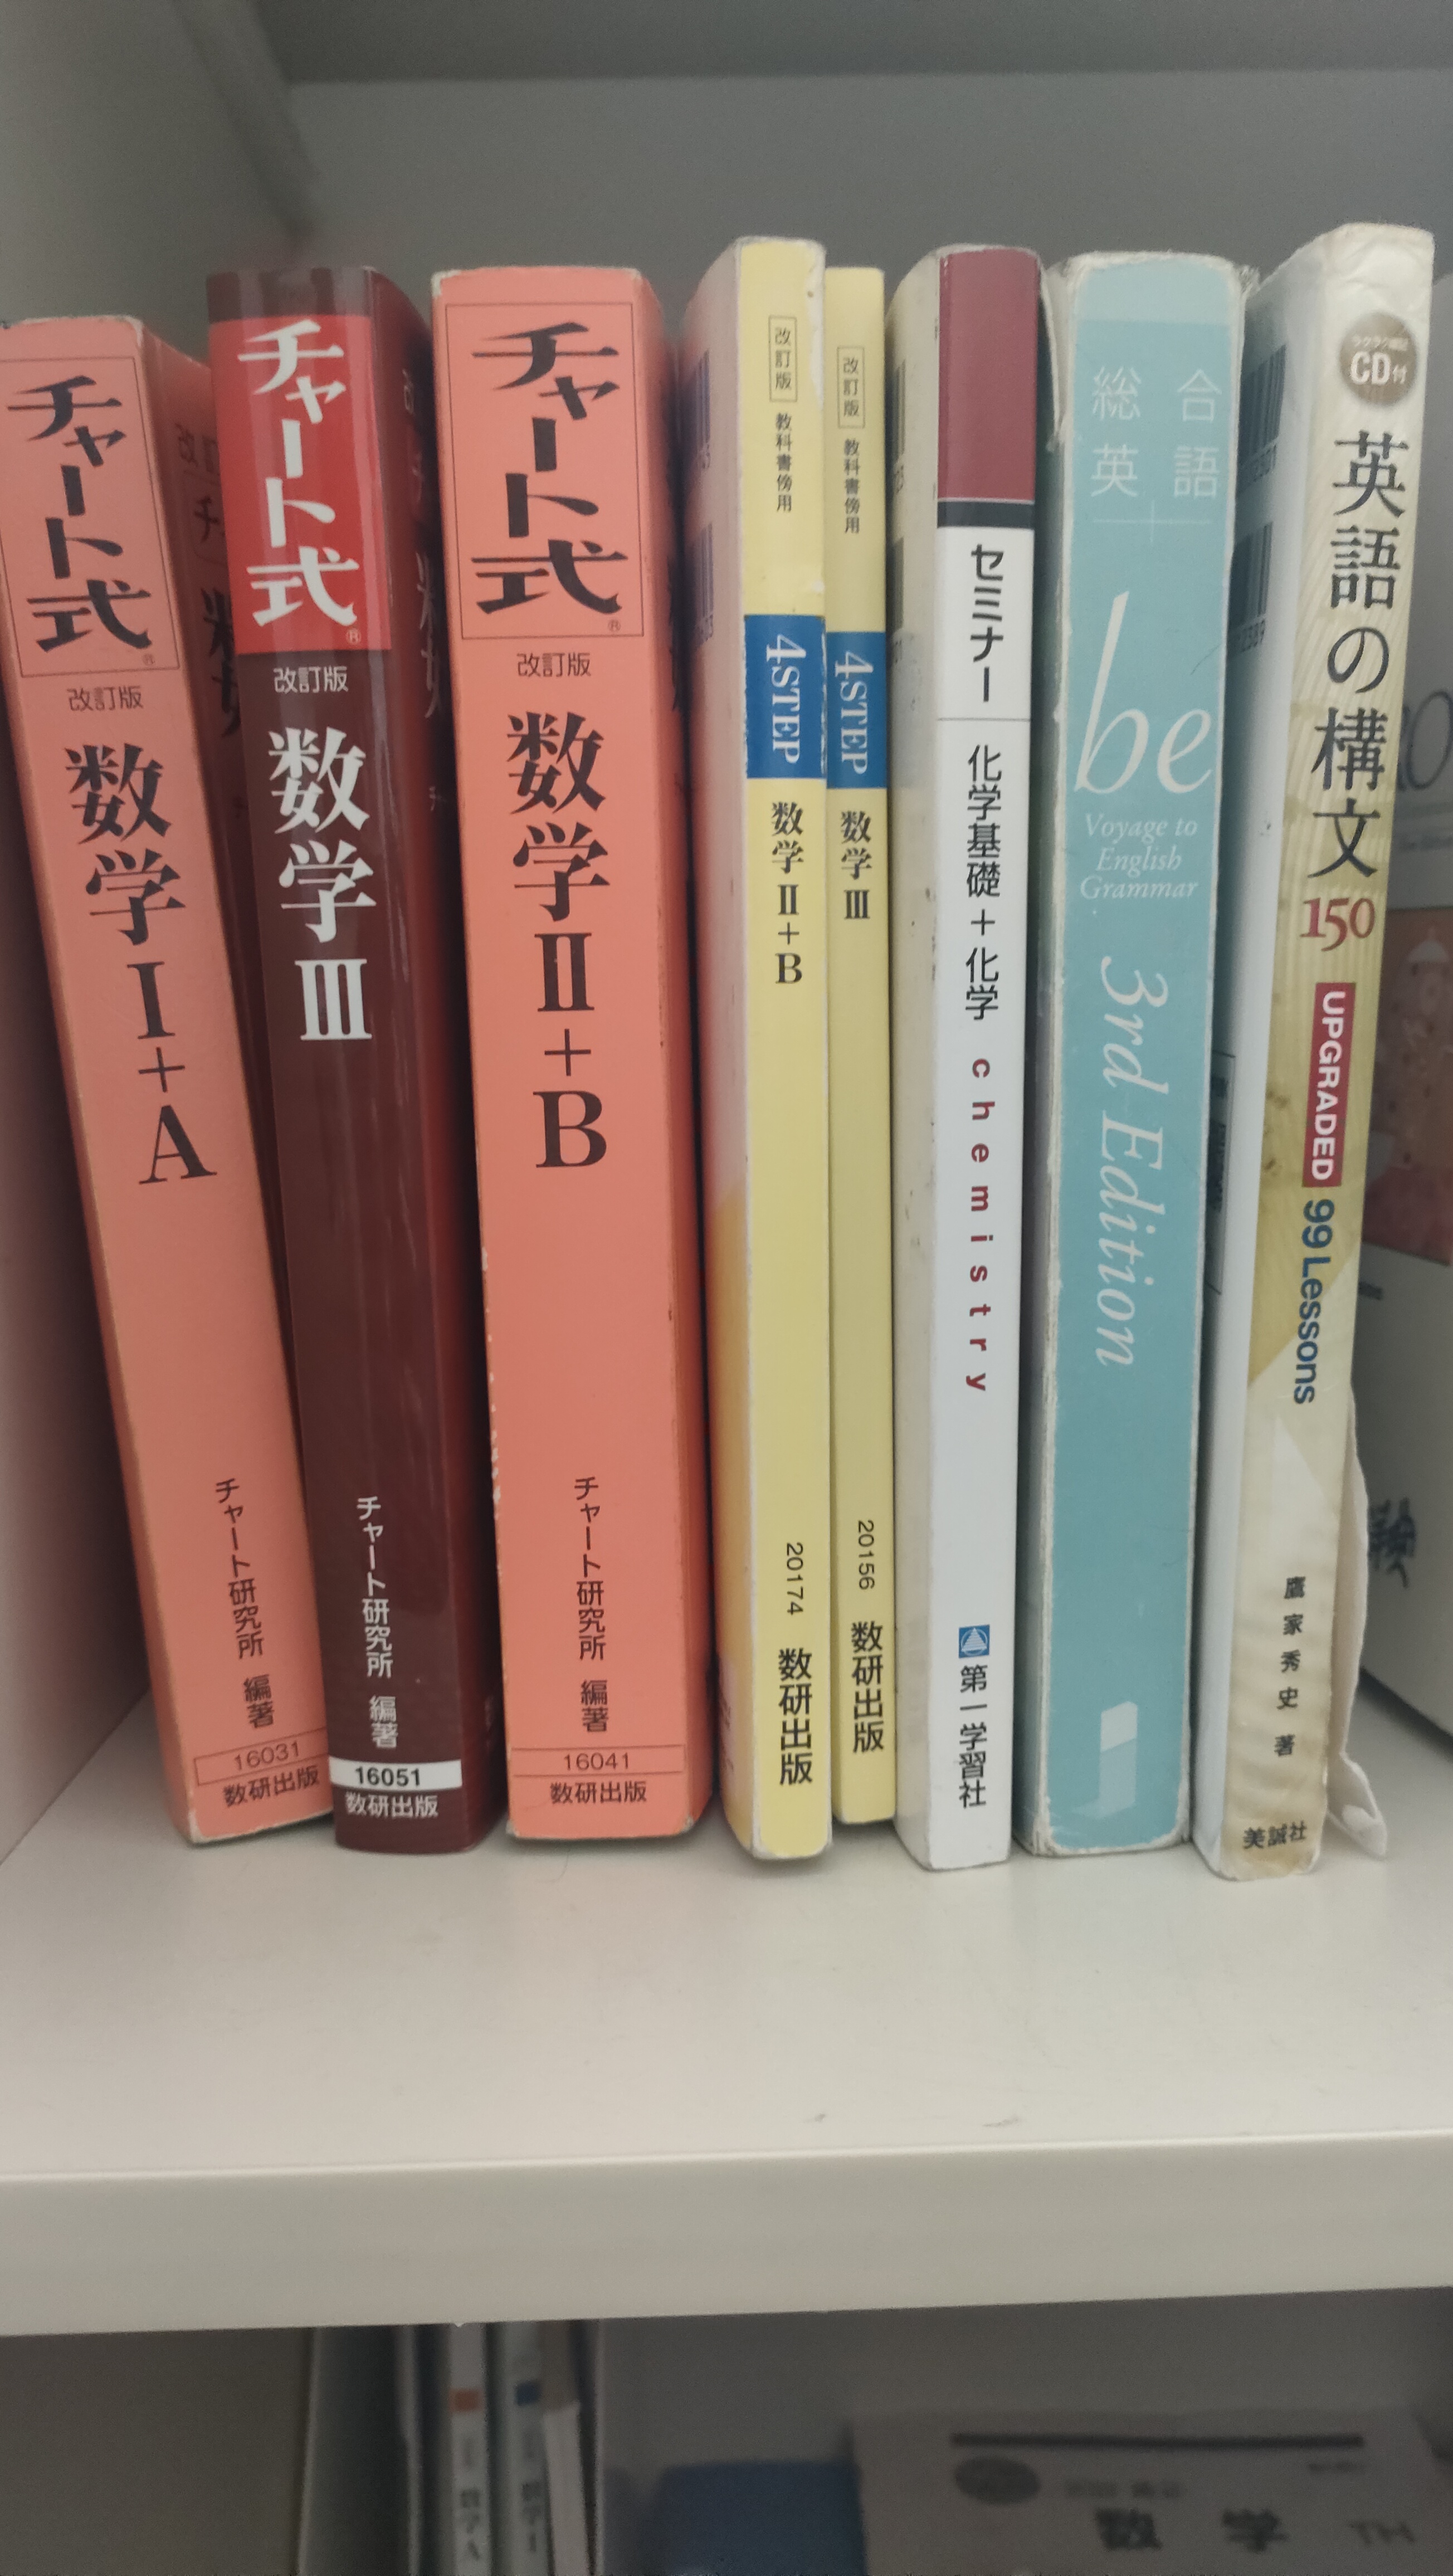 チャート式®
改訂版
数学Ⅰ+A
チャート研究所 編著
16031
数研出版
チャート式®
改訂版
数学Ⅲ
チャート研究所 編著
16051
数研出版
チャート式®
改訂版
数学Ⅱ+B
チャート研究所 編著
16041
数研出版
改訂版
教科書傍用
4STEP
数学Ⅱ+B
20174
数研出版
改訂版
教科書傍用
4STEP
数学Ⅲ
20156
数研出版
セミナー
化学基礎+化学
chemistry
第一学習社
総合
英語
be
Voyage to
English
Grammar
3rd Edition
CD付
英語の構文
150
UPGRADED
99 Lessons
鷹家秀史 著
美誠社
数学A
数学Ⅰ
数学